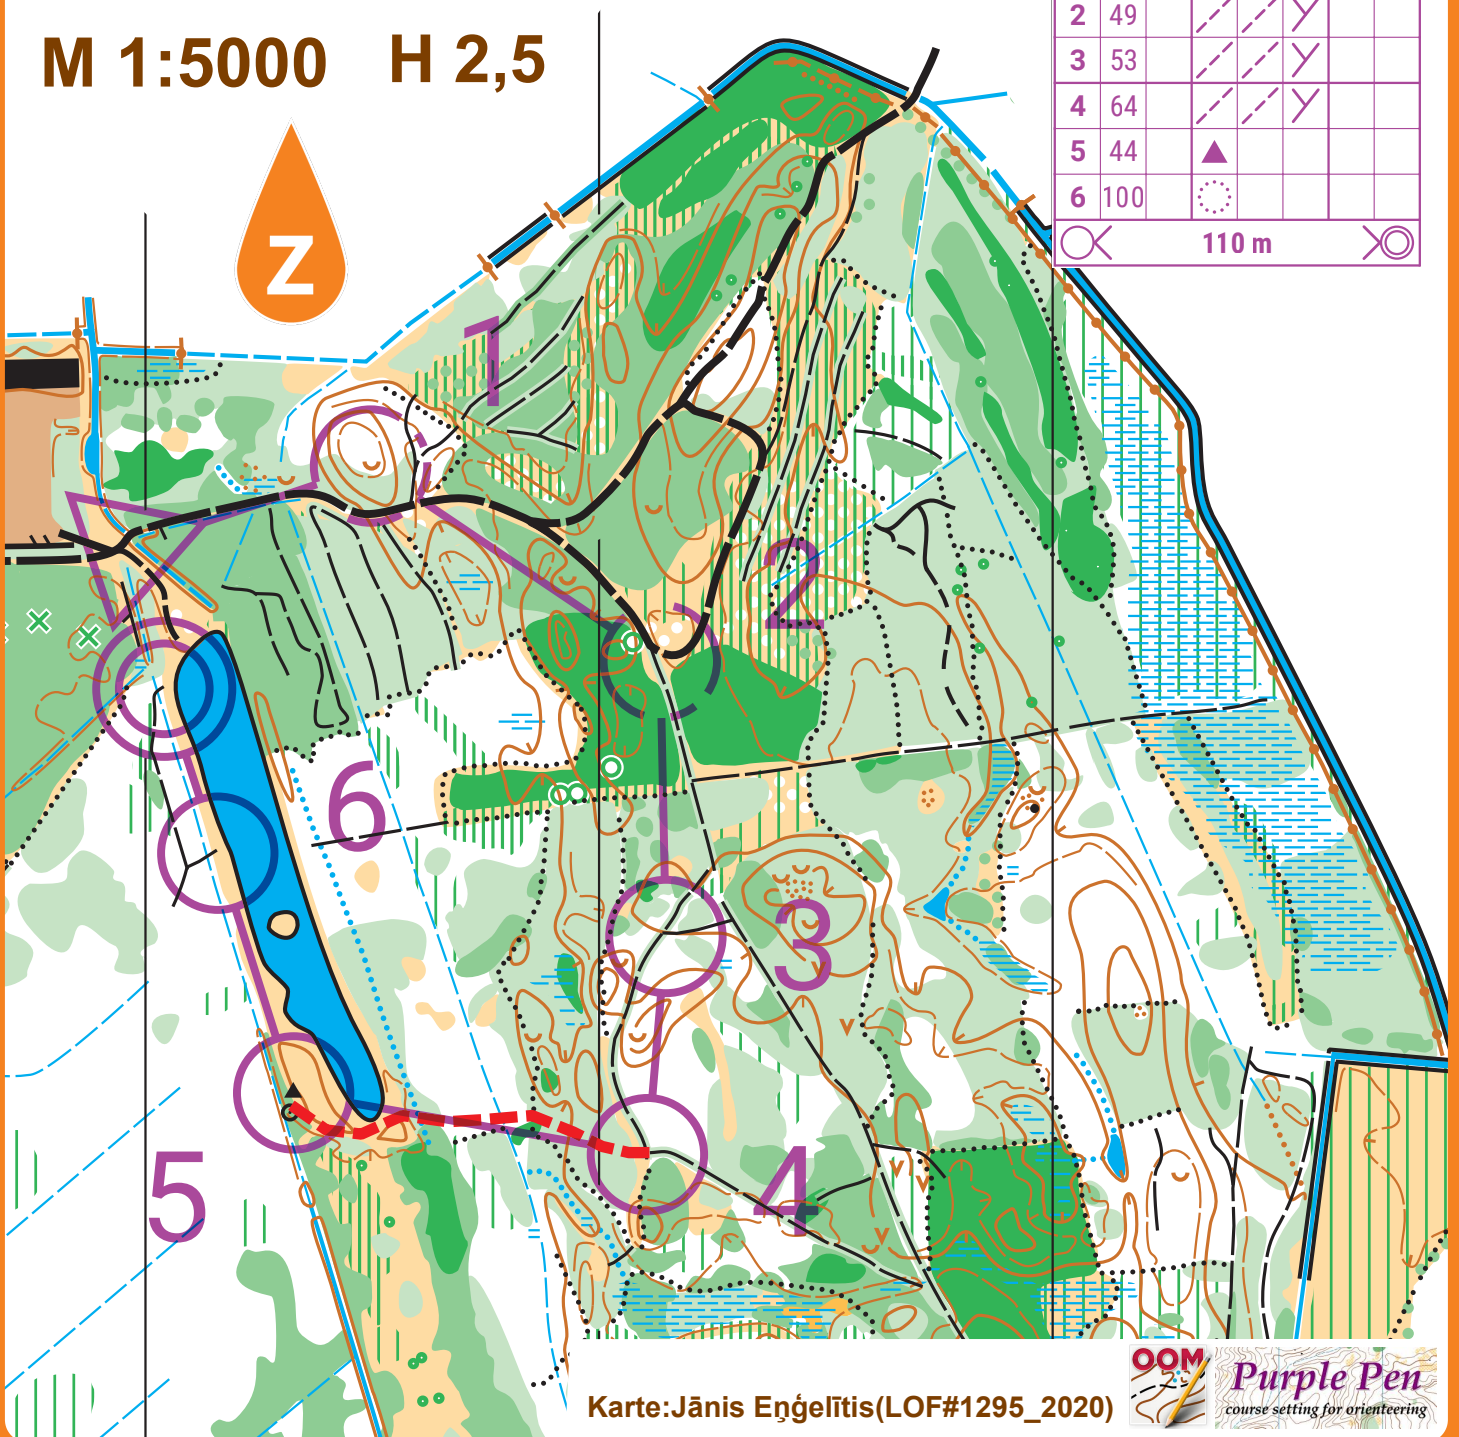 M 1:5000 H 2,5
2 49
3 53
4 64
5 44
6 100
110 m
Z
1
2
6
3
5
4
Karte:Jānis Eņģelītis(LOF#1295_2020)
OOM
Purple Pen
course setting for orienteering